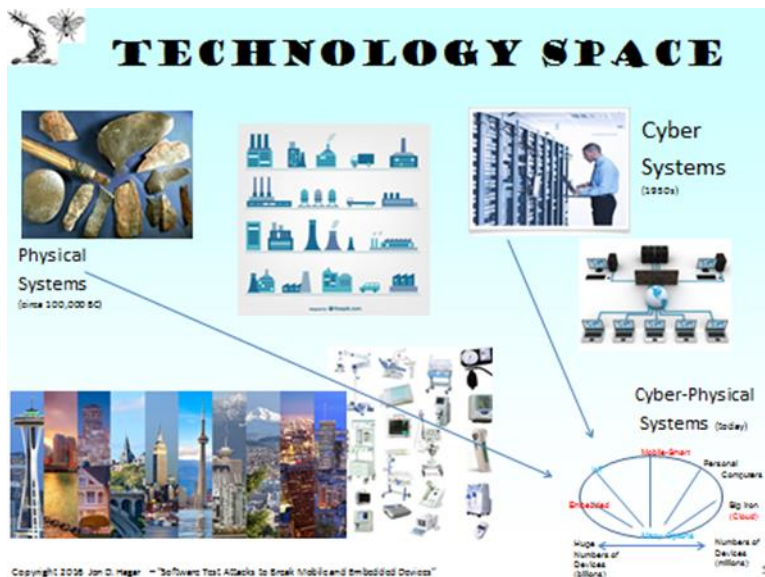 TECHNOLOGY SPACE
Cyber
Systems
(1950s)
Physical
Systems
(circa 100,000 BC)
Cyber-Physical
Systems (today)
Mobile-Smart
Personal
Computers
Embedded
Big Iron
(Cloud)
Huge
Numbers of
Devices
(billions)
Numbers of
Devices
(millions)
Copyright 2016 Jon D. Hagar – "Software Test Attacks to Break Mobile and Embedded Devices"